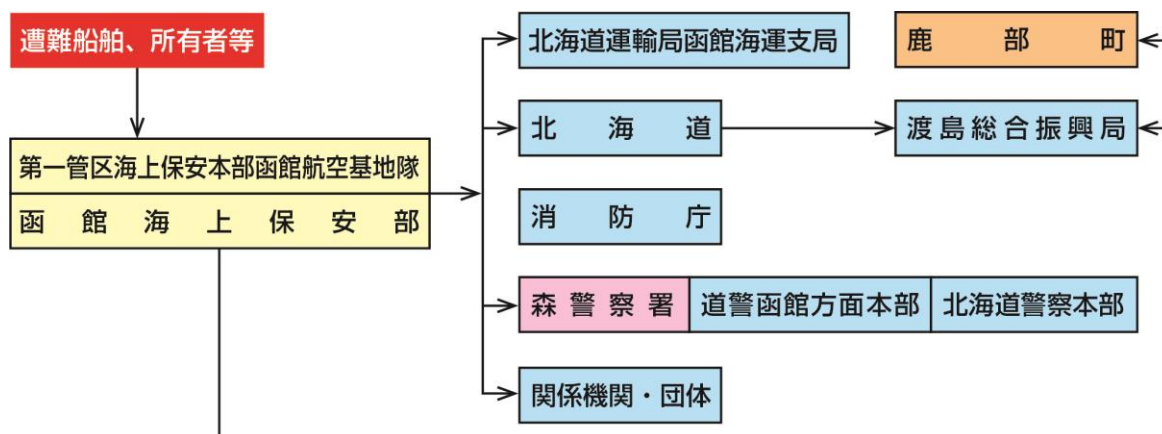 遭難船舶、所有者等
北海道運輸局函館海運支局
鹿部町
北海道
渡島総合振興局
第一管区海上保安本部函館航空基地隊
函館海上保安部
消防庁
森警察署
道警函館方面本部
北海道警察本部
関係機関・団体